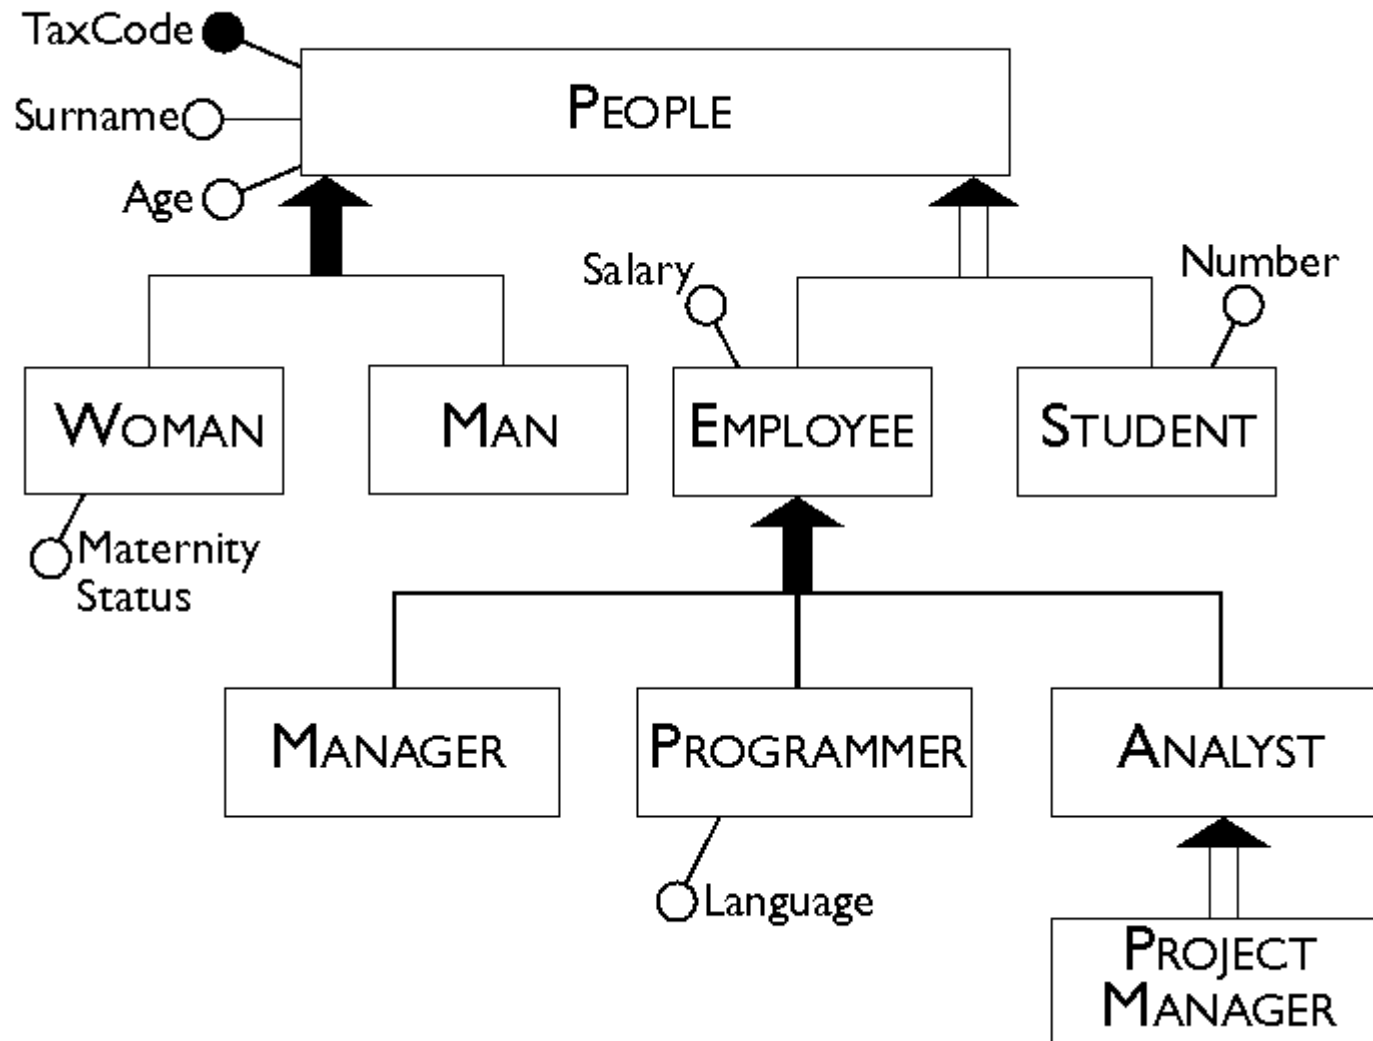 TaxCode
PEOPLE
Surname
Age
Salary
Number
WOMAN
MAN
EMPLOYEE
STUDENT
Maternity
Status
MANAGER
PROGRAMMER
ANALYST
Language
PROJECT
MANAGER